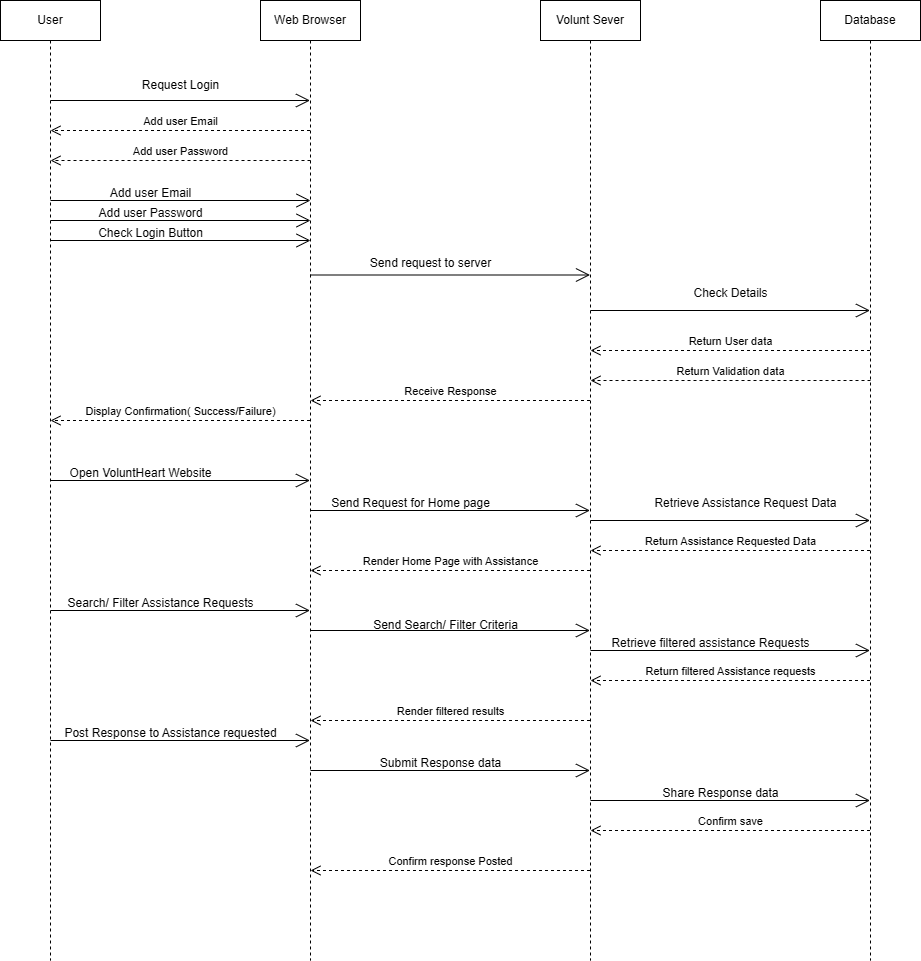 User
Web Browser
Volunt Sever
Database
Request Login
Add user Email
Add user Password
Add user Email
Add user Password
Check Login Button
Send request to server
Check Details
Return User data
Return Validation data
Receive Response
Display Confirmation( Success/Failure)
Open VoluntHeart Website
Send Request for Home page
Retrieve Assistance Request Data
Return Assistance Requested Data
Render Home Page with Assistance
Search/ Filter Assistance Requests
Send Search/ Filter Criteria
Retrieve filtered assistance Requests
Return filtered Assistance requests
Render filtered results
Post Response to Assistance requested
Submit Response data
Share Response data
Confirm save
Confirm response Posted